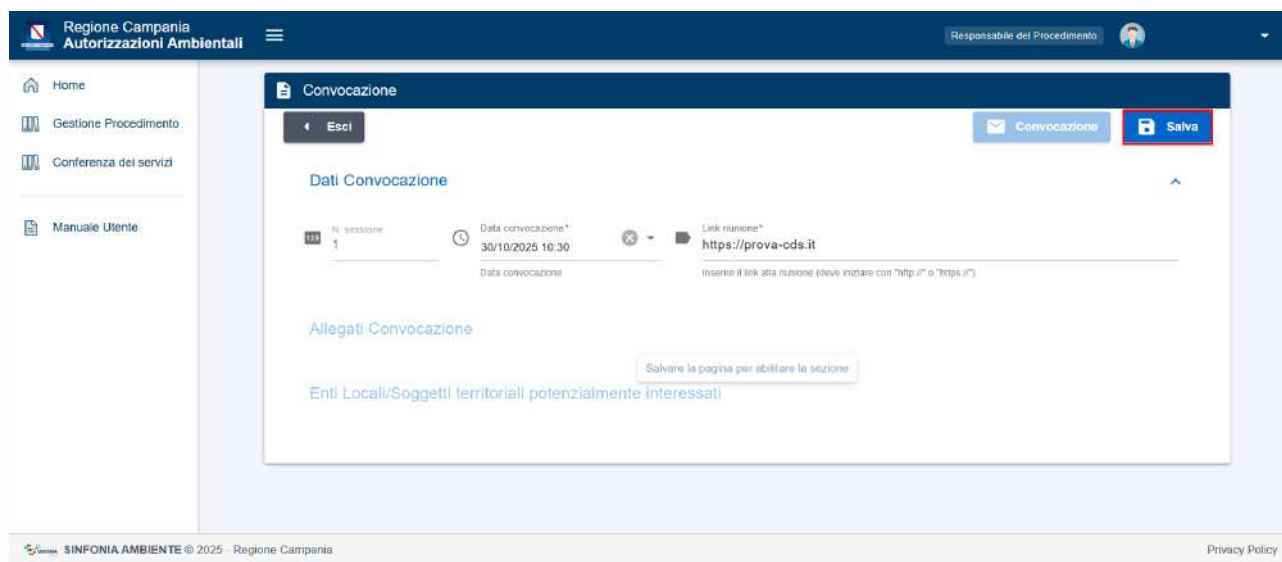 Regione Campania
Autorizzazioni Ambientali
Responsabile del Procedimento
Home
Gestione Procedimento
Conferenza dei servizi
Manuale Utente
Convocazione
Esci
Convocazione
Salva
Dati Convocazione
123
N. sessione
1
Data convocazione*
30/10/2025 10:30
Data convocazione
Link riunione*
https://prova-cds.it
Inserire il link alla riunione (deve iniziare con "http://" o "https://")
Allegati Convocazione
Salvare la pagina per abilitare la sezione
Enti Locali/Soggetti territoriali potenzialmente interessati
SINFONIA AMBIENTE © 2025 - Regione Campania
Privacy Policy